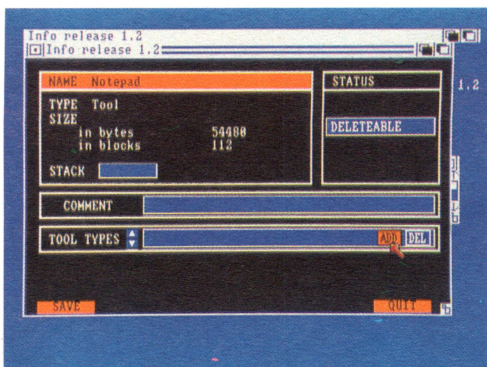 Info release 1.2
Info release 1.2
NAME Notepad
STATUS
1.2
TYPE Tool
SIZE
in bytes 54480
in blocks 112
DELETEABLE
STACK
COMMENT
TOOL TYPES ADD DEL
SAVE QUIT